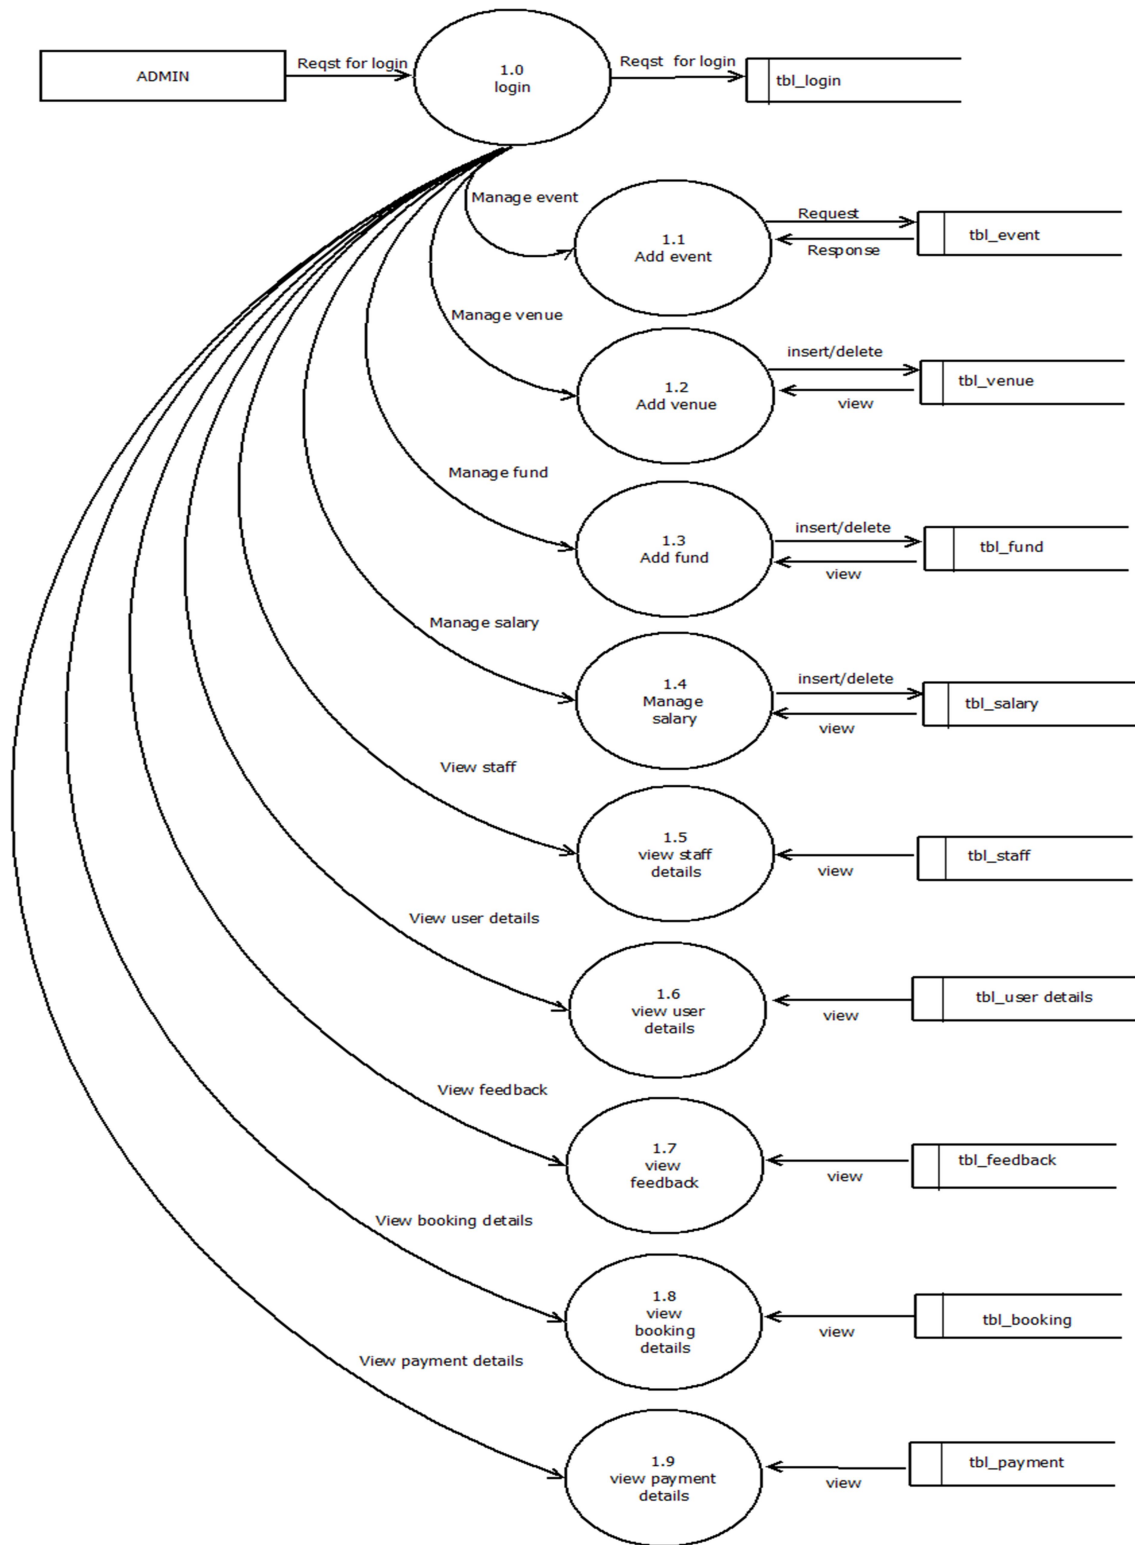 ADMIN
Reqst for login
1.0
login
Reqst for login
tbl_login
Manage event
1.1
Add event
Request
Response
tbl_event
Manage venue
1.2
Add venue
insert/delete
view
tbl_venue
Manage fund
1.3
Add fund
insert/delete
view
tbl_fund
Manage salary
1.4
Manage
salary
insert/delete
view
tbl_salary
View staff
1.5
view staff
details
view
tbl_staff
View user details
1.6
view user
details
view
tbl_user details
View feedback
1.7
view
feedback
view
tbl_feedback
View booking details
1.8
view
booking
details
view
tbl_booking
View payment details
1.9
view payment
details
view
tbl_payment